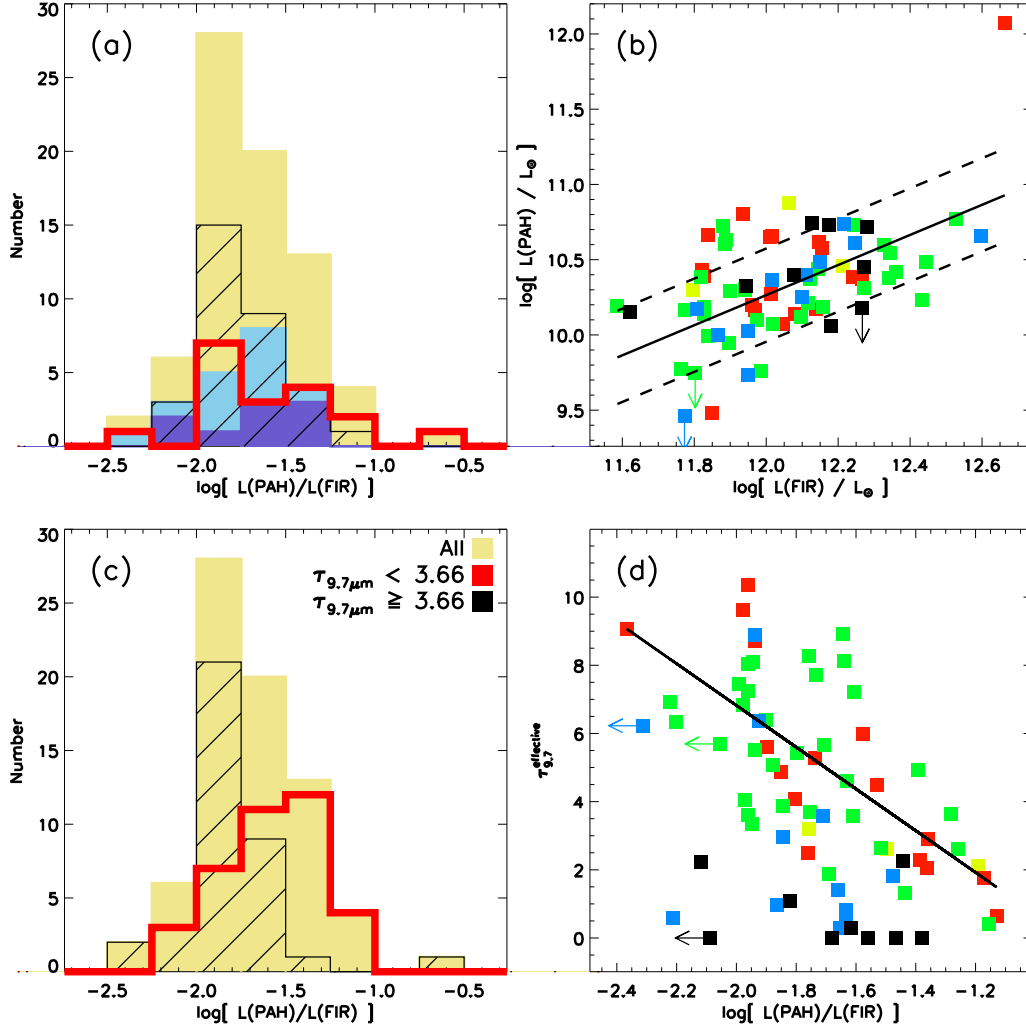 (a)
Number
30
25
20
15
10
5
0
−2.5 −2.0 −1.5 −1.0 −0.5
log[ L(PAH)/L(FIR) ]
(b)
log[ L(PAH) / L⊙ ]
12.0
11.5
11.0
10.5
10.0
9.5
11.6 11.8 12.0 12.2 12.4 12.6
log[ L(FIR) / L⊙ ]
(c)
All
τ9.7μm < 3.66
τ9.7μm ≧ 3.66
Number
30
25
20
15
10
5
0
−2.5 −2.0 −1.5 −1.0 −0.5
log[ L(PAH)/L(FIR) ]
(d)
τ9.7effective
10
8
6
4
2
0
−2.4 −2.2 −2.0 −1.8 −1.6 −1.4 −1.2
log[ L(PAH)/L(FIR) ]